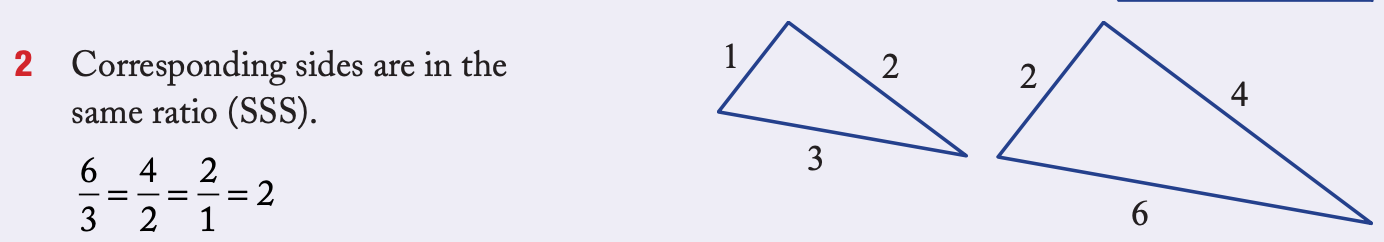 2 Corresponding sides are in the
same ratio (SSS).
6/3 = 4/2 = 2/1 = 2
1
2
3
2
4
6